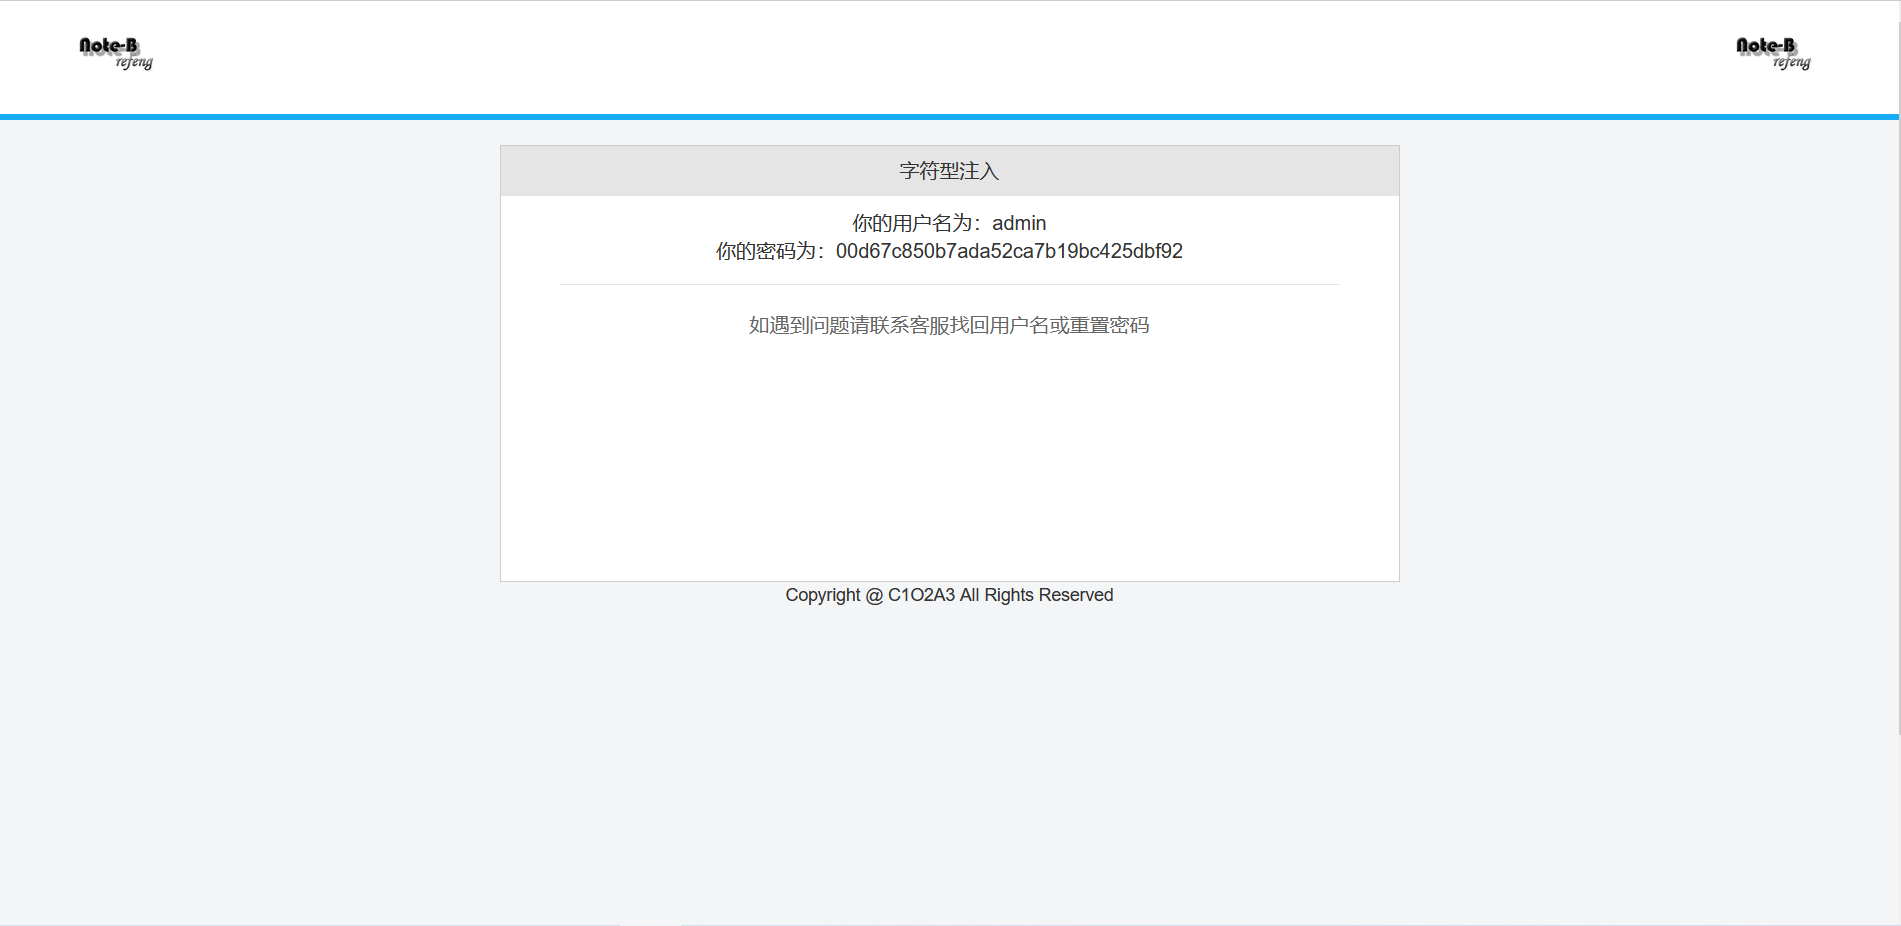 Note-B
refeng
Note-B
refeng
字符型注入
你的用户名为：admin
你的密码为：00d67c850b7ada52ca7b19bc425dbf92
如遇到问题请联系客服找回用户名或重置密码
Copyright @ C1O2A3 All Rights Reserved